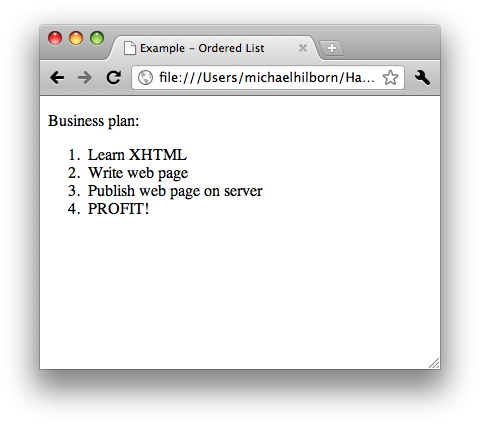 Example - Ordered List
file:///Users/michaelhilborn/Ha...
Business plan:
1. Learn XHTML
2. Write web page
3. Publish web page on server
4. PROFIT!